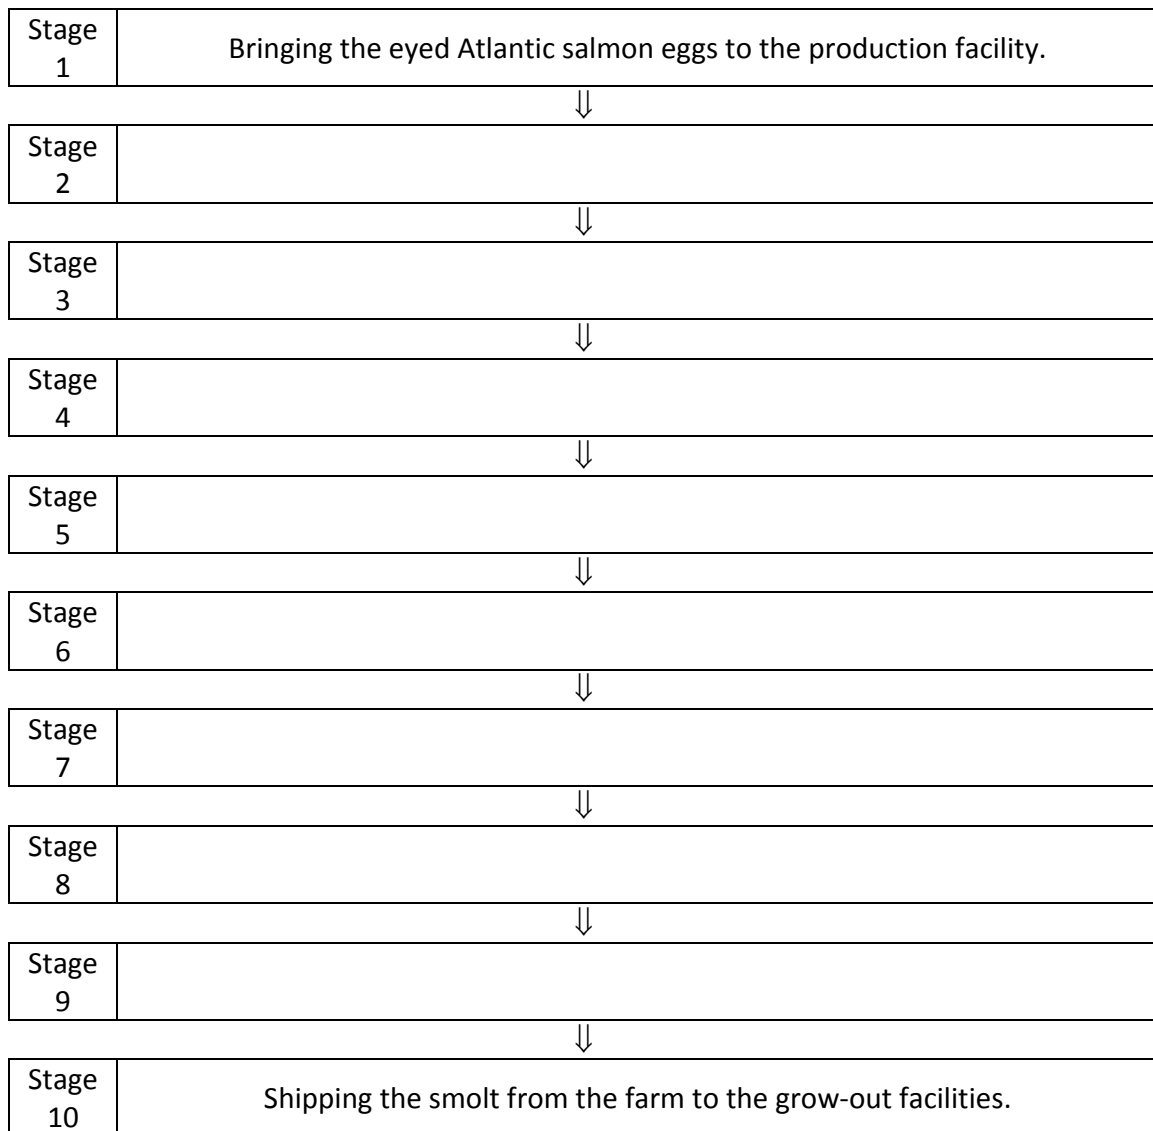 Stage
1
Bringing the eyed Atlantic salmon eggs to the production facility.
⇓
Stage
2
⇓
Stage
3
⇓
Stage
4
⇓
Stage
5
⇓
Stage
6
⇓
Stage
7
⇓
Stage
8
⇓
Stage
9
⇓
Stage
10
Shipping the smolt from the farm to the grow-out facilities.